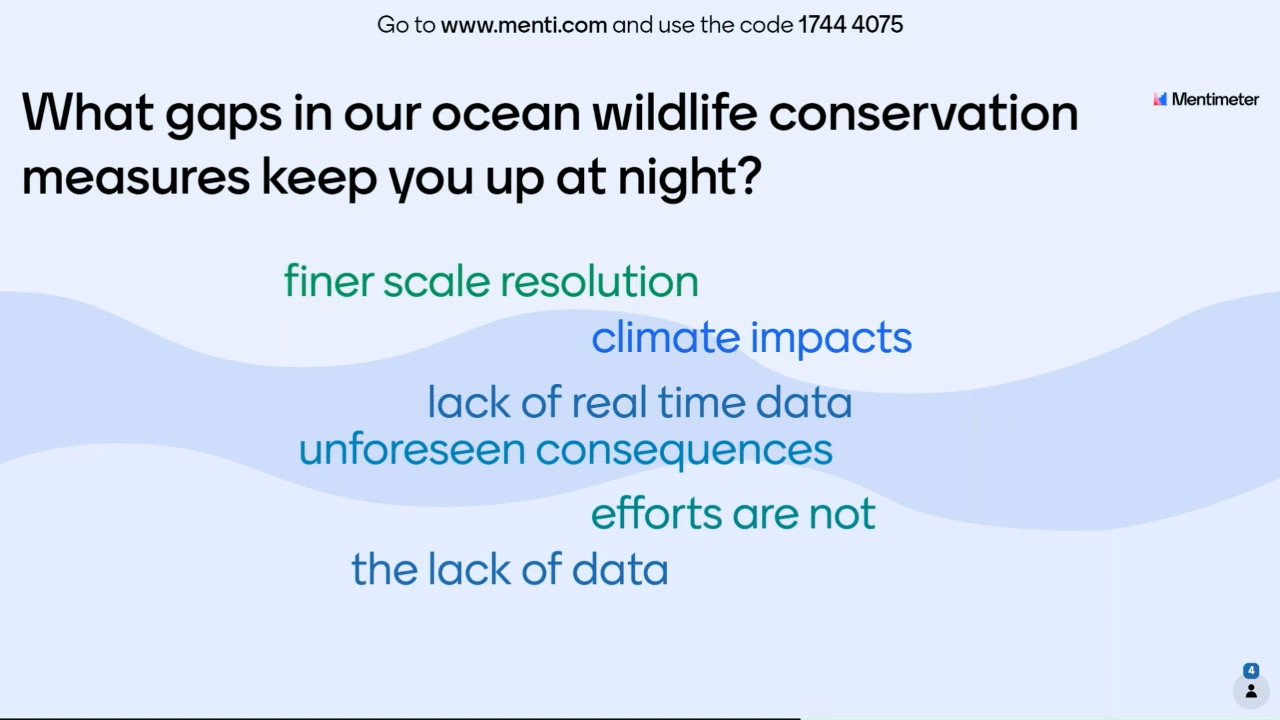 Go to www.menti.com and use the code 1744 4075
What gaps in our ocean wildlife conservation
measures keep you up at night?
Mentimeter
finer scale resolution
climate impacts
lack of real time data
unforeseen consequences
efforts are not
the lack of data
4